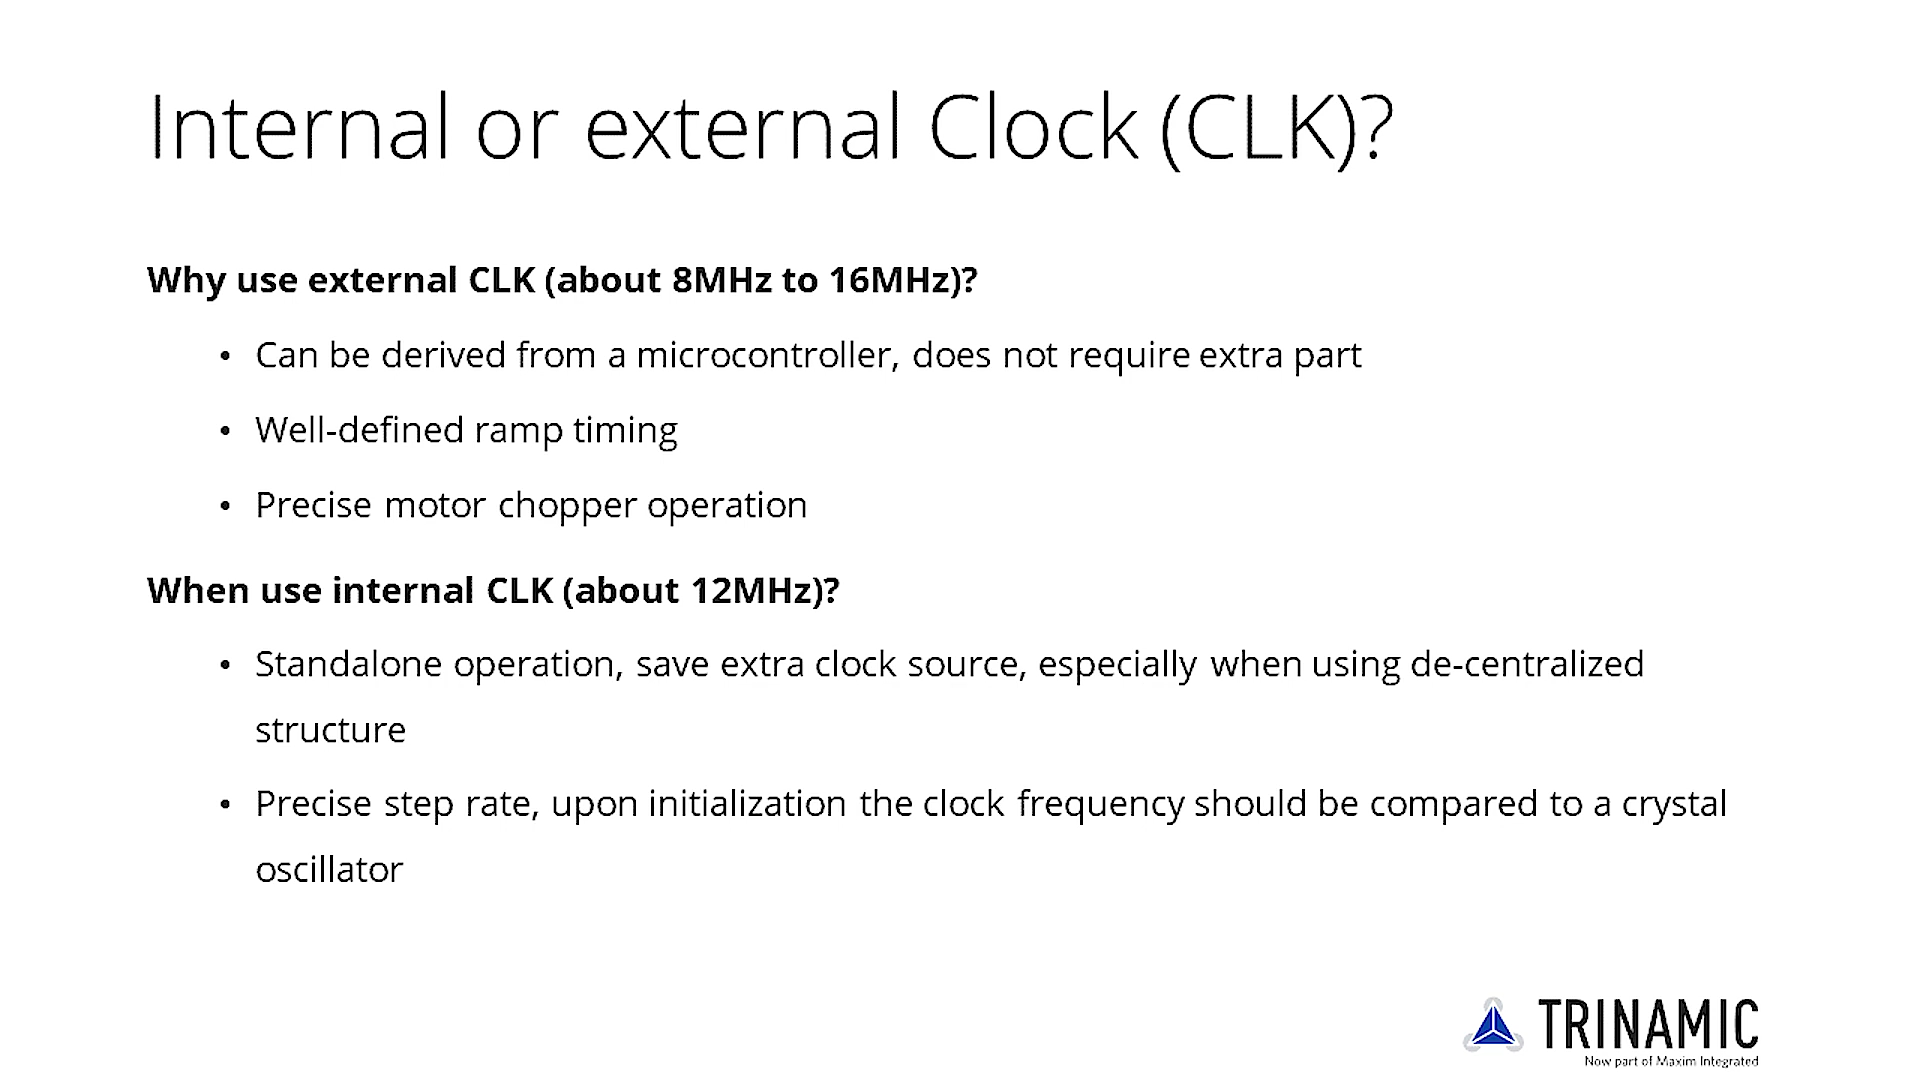 Internal or external Clock (CLK)?
Why use external CLK (about 8MHz to 16MHz)?
• Can be derived from a microcontroller, does not require extra part
• Well-defined ramp timing
• Precise motor chopper operation
When use internal CLK (about 12MHz)?
• Standalone operation, save extra clock source, especially when using de-centralized
structure
• Precise step rate, upon initialization the clock frequency should be compared to a crystal
oscillator
TRINAMIC
Now part of Maxim Integrated